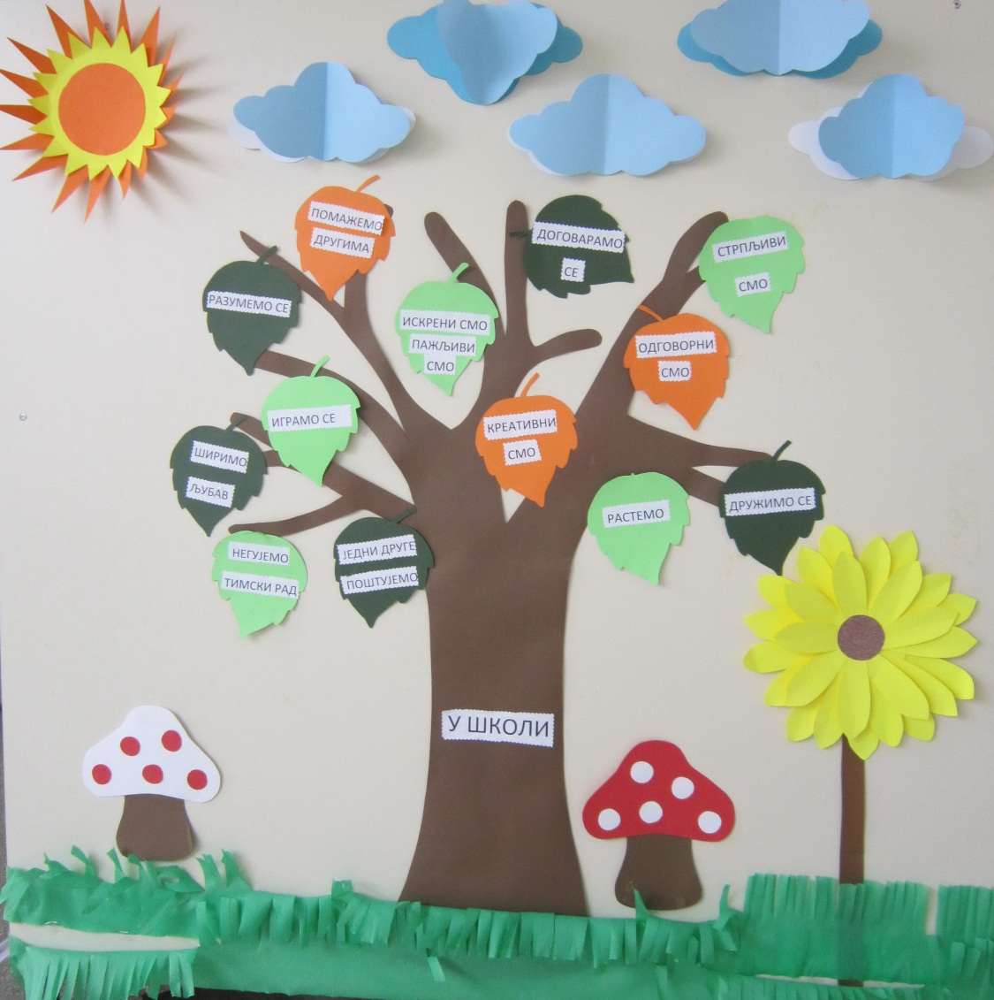 ПОМАЖЕМО
ДРУГИМА
ДОГОВАРАМО
СЕ
СТРПЉИВИ
СМО
РАЗУМЕМО СЕ
ИСКРЕНИ СМО
ПАЖЉИВИ
СМО
ОДГОВОРНИ
СМО
ИГРАМО СЕ
КРЕАТИВНИ
СМО
ШИРИМО
ЉУБАВ
РАСТЕМО
ДРУЖИМО СЕ
НЕГУЈЕМО
ТИМСКИ РАД
ЈЕДНИ ДРУГЕ
ПОШТУЈЕМО
У ШКОЛИ